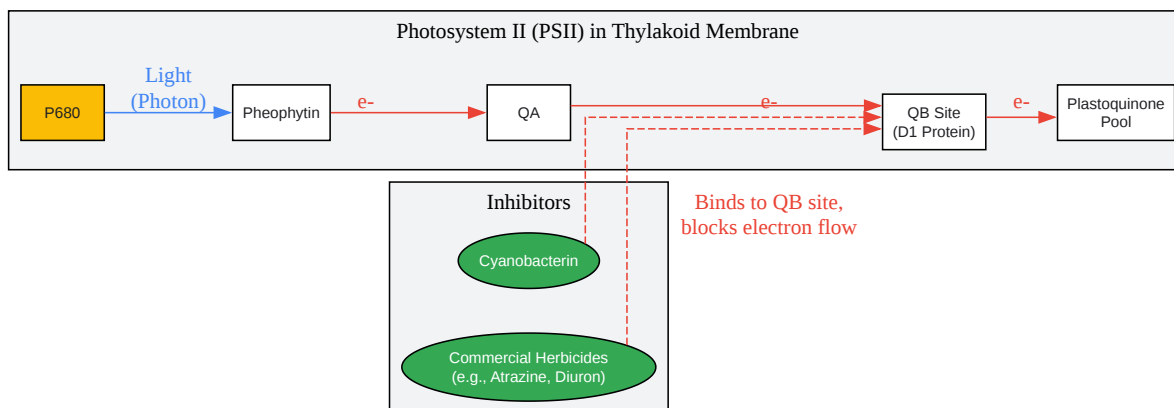 Photosystem II (PSII) in Thylakoid Membrane
P680
Light
(Photon)
Pheophytin
e-
QA
e-
QB Site
(D1 Protein)
e-
Plastoquinone
Pool
Inhibitors
Binds to QB site,
blocks electron flow
Cyanobacterin
Commercial Herbicides
(e.g., Atrazine, Diuron)